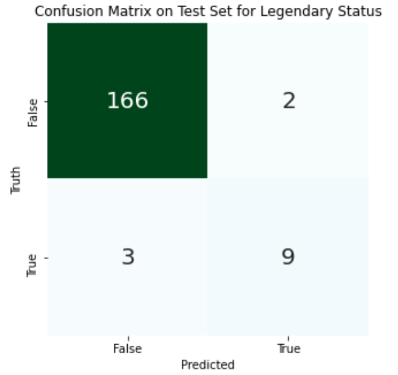 Confusion Matrix on Test Set for Legendary Status
False
166
2
Truth
True
3
9
False
True
Predicted